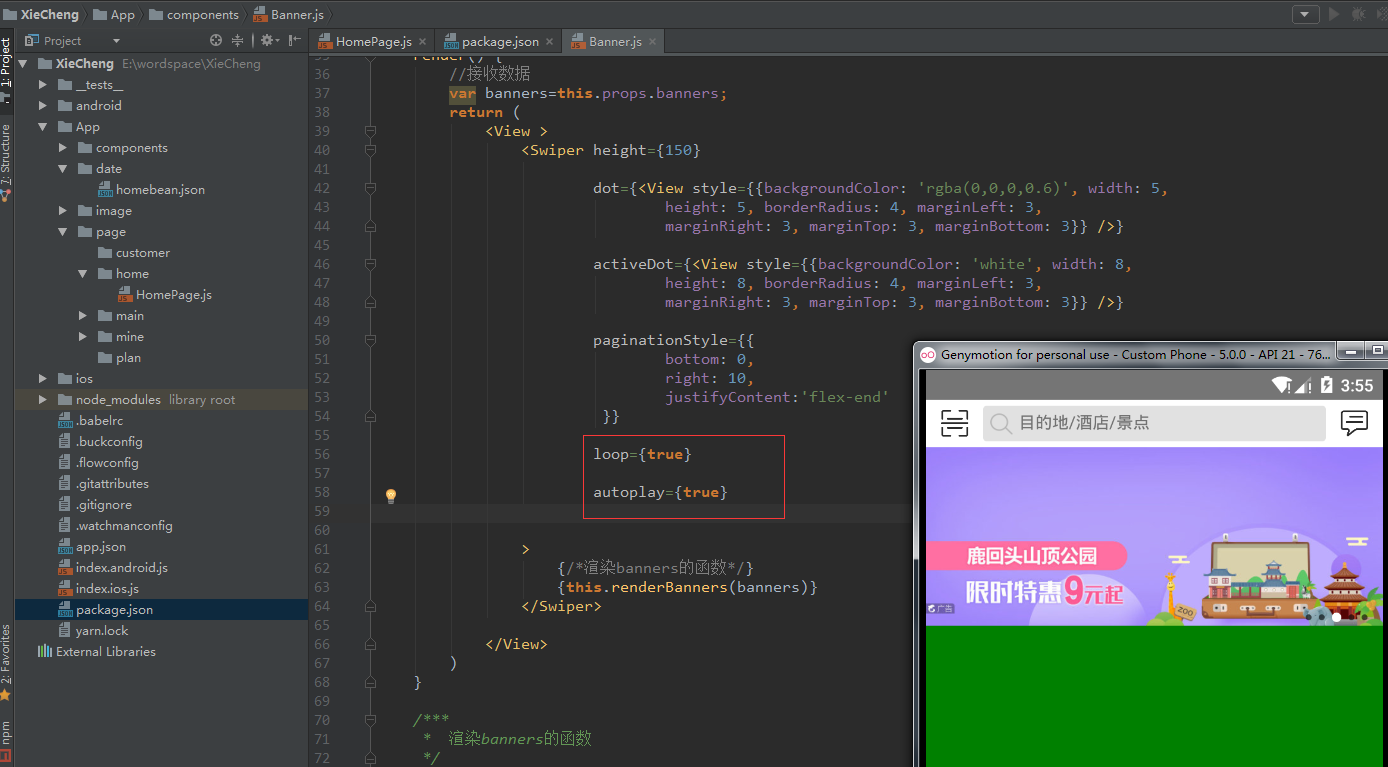 XieCheng
App
components
Banner.js
Project
HomePage.js
package.json
Banner.js
1: Project
7: Structure
2: Favorites
npm
XieCheng E:\wordspace\XieCheng
__tests__
android
App
components
date
homebean.json
image
page
customer
home
HomePage.js
main
mine
plan
ios
node_modules library root
.babelrc
.buckconfig
.flowconfig
.gitattributes
.gitignore
.watchmanconfig
app.json
index.android.js
index.ios.js
package.json
yarn.lock
External Libraries
35 render() {
36 //接收数据
37 var banners=this.props.banners;
38 return (
39 <View >
40 <Swiper height={150}
41
42 dot={<View style={{backgroundColor: 'rgba(0,0,0,0.6)', width: 5,
43 height: 5, borderRadius: 4, marginLeft: 3,
44 marginRight: 3, marginTop: 3, marginBottom: 3}} />}
45
46 activeDot={<View style={{backgroundColor: 'white', width: 8,
47 height: 8, borderRadius: 4, marginLeft: 3,
48 marginRight: 3, marginTop: 3, marginBottom: 3}} />}
49
50 paginationStyle={{
51 bottom: 0,
52 right: 10,
53 justifyContent:'flex-end'
54 }}
55
56 loop={true}
57
58 autoplay={true}
59
60
61 >
62 {/*渲染banners的函数*/}
63 {this.renderBanners(banners)}
64 </Swiper>
65
66 </View>
67 )
68 }
69
70 /***
71 * 渲染banners的函数
72 */
Genymotion for personal use - Custom Phone - 5.0.0 - API 21 - 76...
3:55
目的地/酒店/景点
鹿回头山顶公园
限时特惠9元起
广告
ZOO